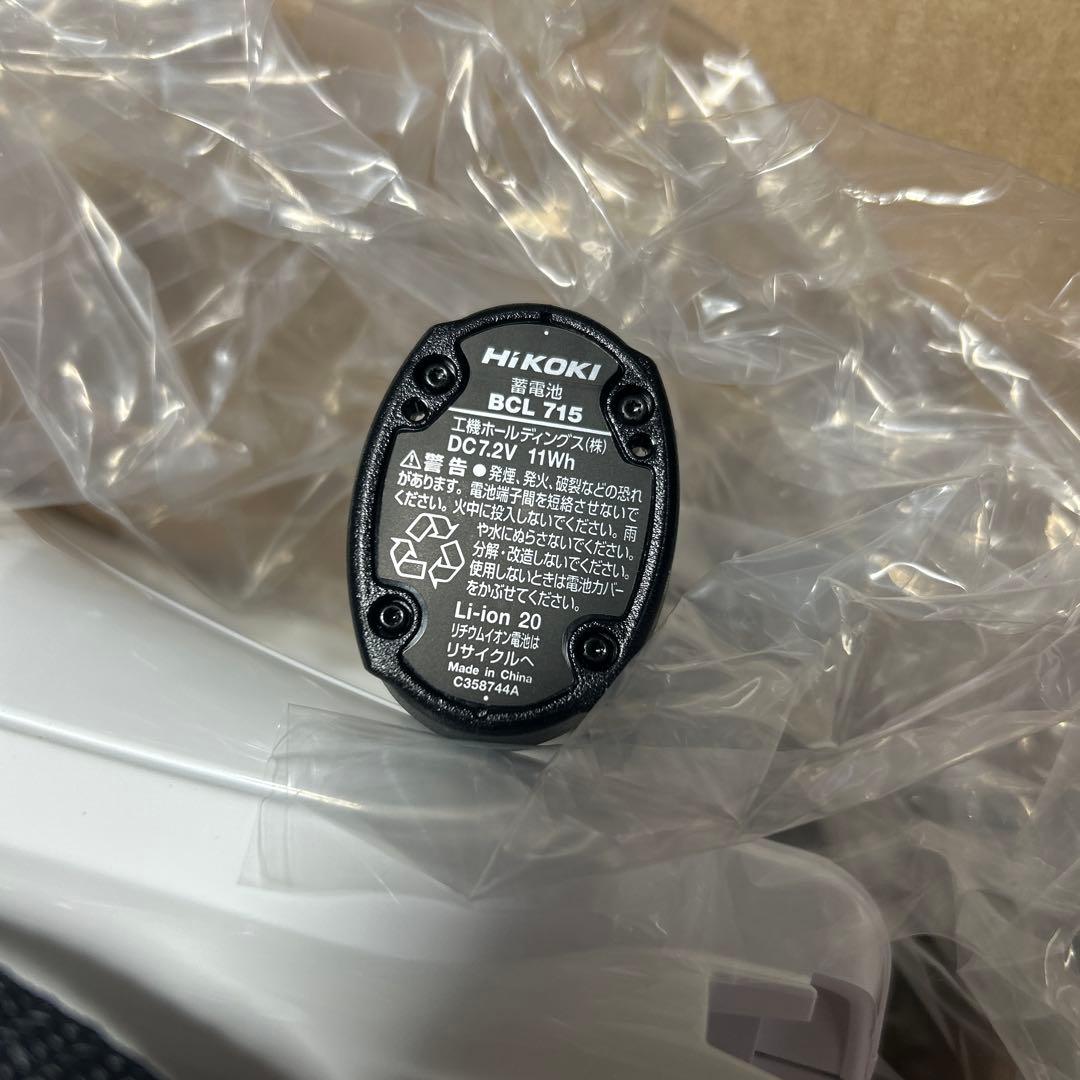 HiKOKI
蓄電池
BCL 715
工機ホールディングス(株)
DC7.2V 11Wh
⚠警告 ●発煙、発火、破裂などの恐れ
があります。電池端子間を短絡させないで
ください。火中に投入しないでください。雨
や水にぬらさないでください。
分解・改造しないでください。
使用しないときは電池カバー
をかぶせてください。
Li-ion 20
リチウムイオン電池は
リサイクルへ
Made in China
C358744A